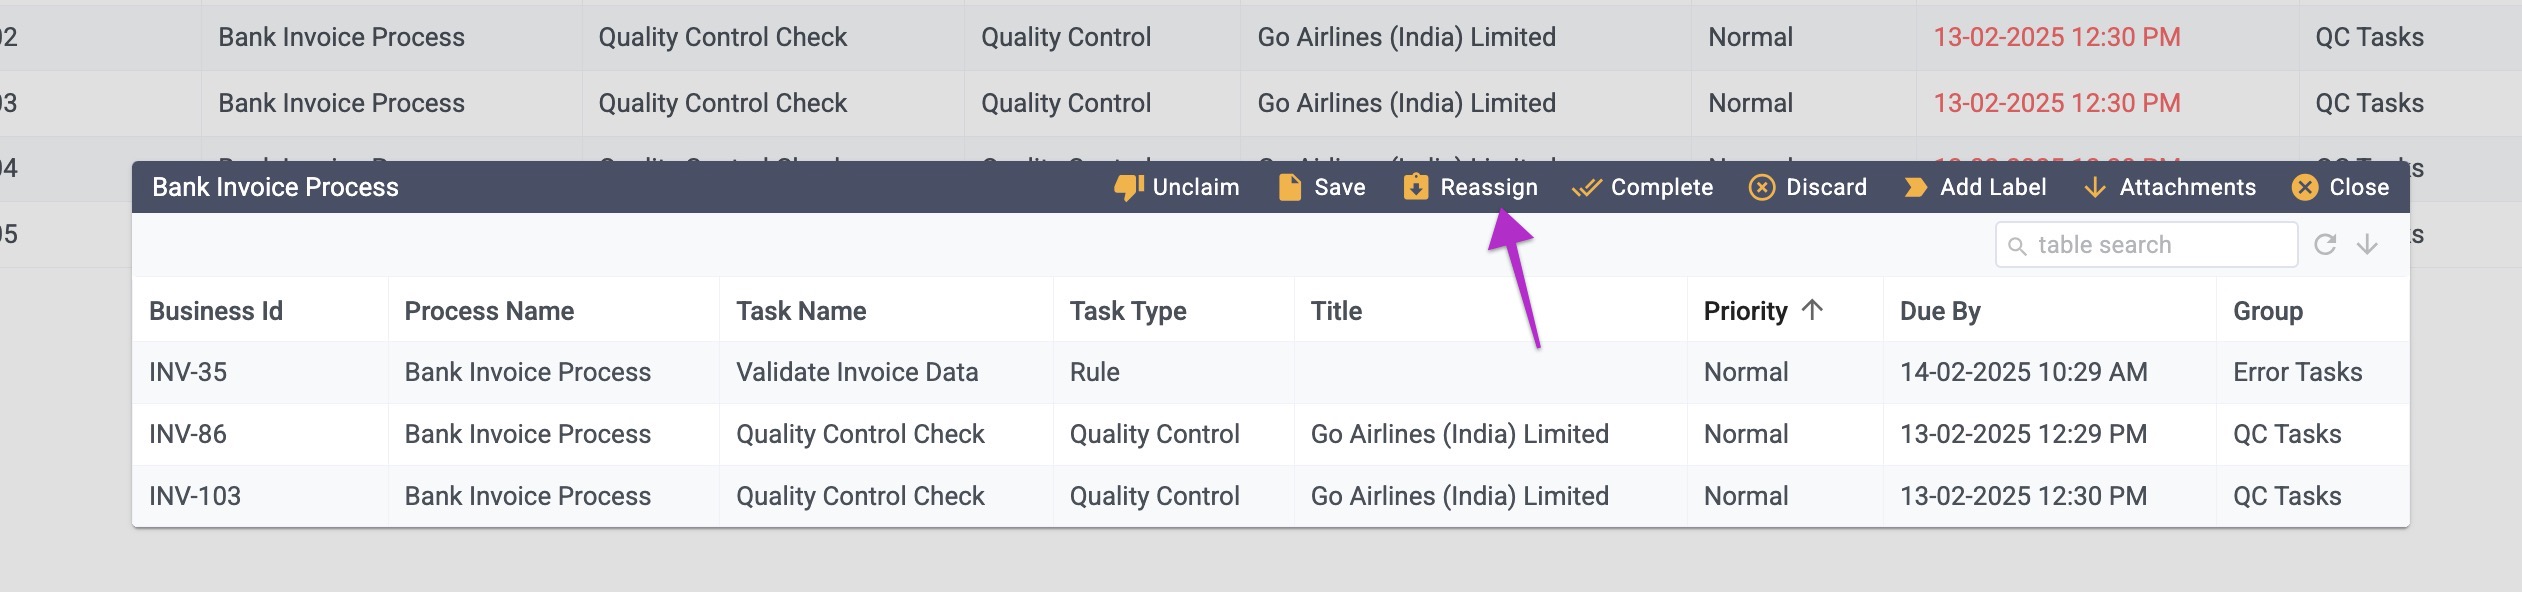 02 Bank Invoice Process Quality Control Check Quality Control Go Airlines (India) Limited Normal 13-02-2025 12:30 PM QC Tasks
03 Bank Invoice Process Quality Control Check Quality Control Go Airlines (India) Limited Normal 13-02-2025 12:30 PM QC Tasks
04
Bank Invoice Process Unclaim Save Reassign Complete Discard Add Label Attachments Close
05
table search
Business Id Process Name Task Name Task Type Title Priority Due By Group
INV-35 Bank Invoice Process Validate Invoice Data Rule Normal 14-02-2025 10:29 AM Error Tasks
INV-86 Bank Invoice Process Quality Control Check Quality Control Go Airlines (India) Limited Normal 13-02-2025 12:29 PM QC Tasks
INV-103 Bank Invoice Process Quality Control Check Quality Control Go Airlines (India) Limited Normal 13-02-2025 12:30 PM QC Tasks